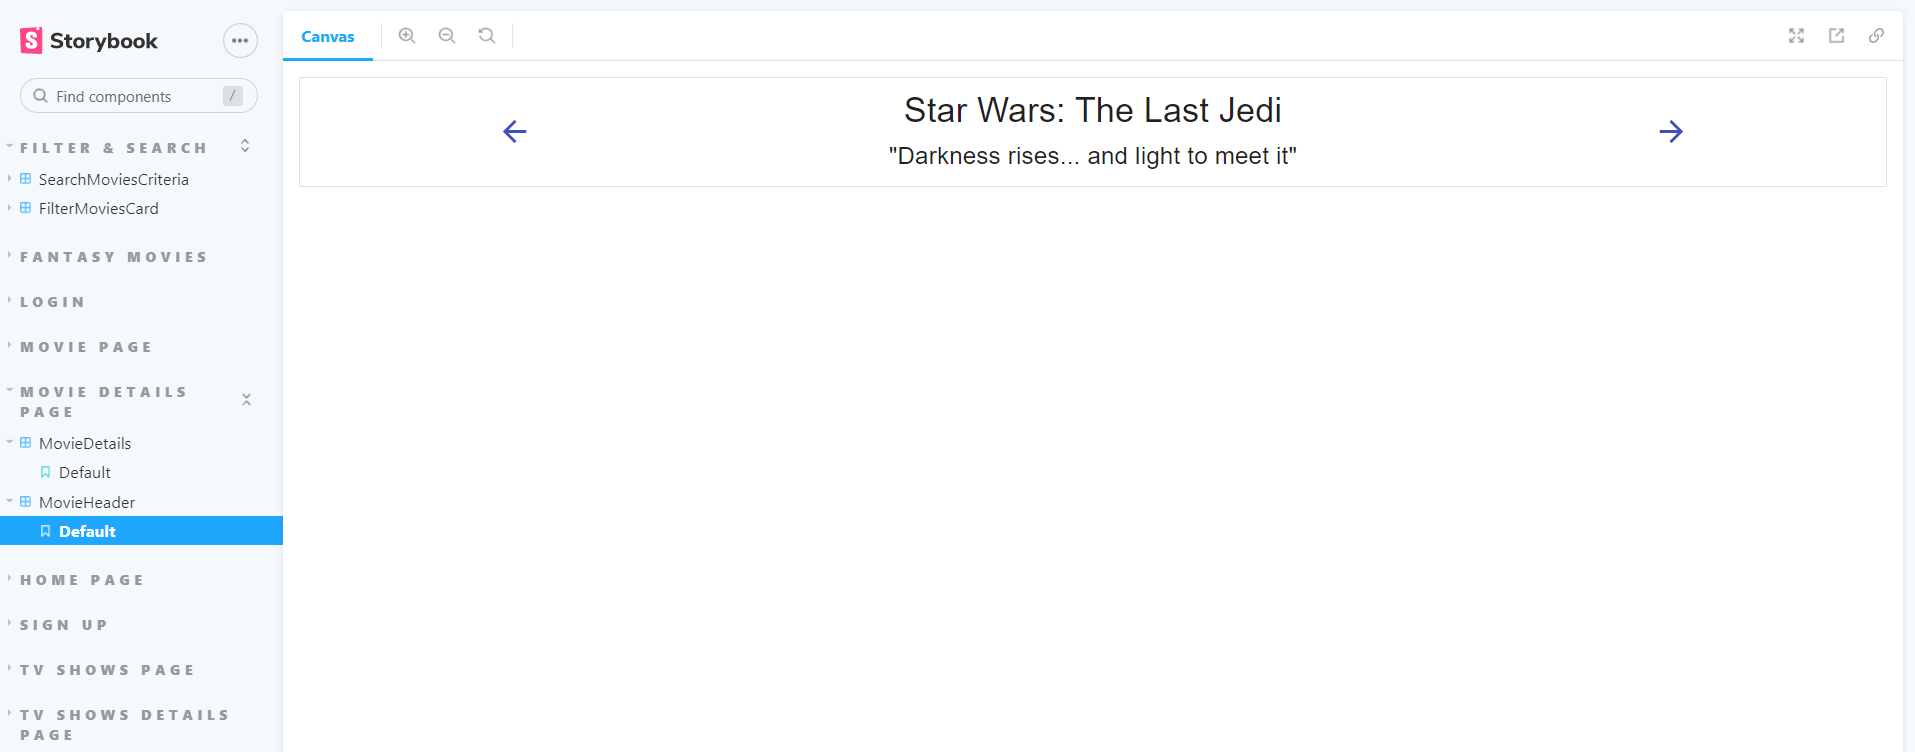 Storybook
Find components /
FILTER & SEARCH
SearchMoviesCriteria
FilterMoviesCard
FANTASY MOVIES
LOGIN
MOVIE PAGE
MOVIE DETAILS
PAGE
MovieDetails
Default
MovieHeader
Default
HOME PAGE
SIGN UP
TV SHOWS PAGE
TV SHOWS DETAILS
PAGE
Canvas
Star Wars: The Last Jedi
"Darkness rises... and light to meet it"